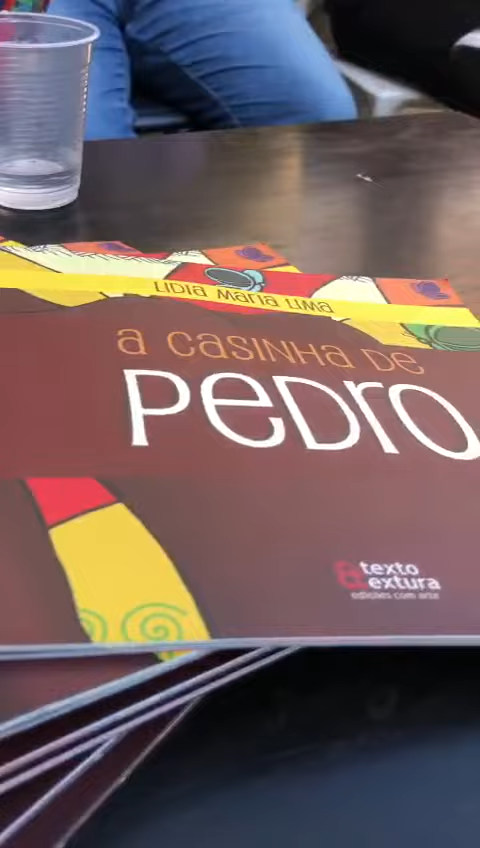 LIDIA MARIA LIMA
a CASINHA DE
PEDRO
& texto
extura
edições com arte